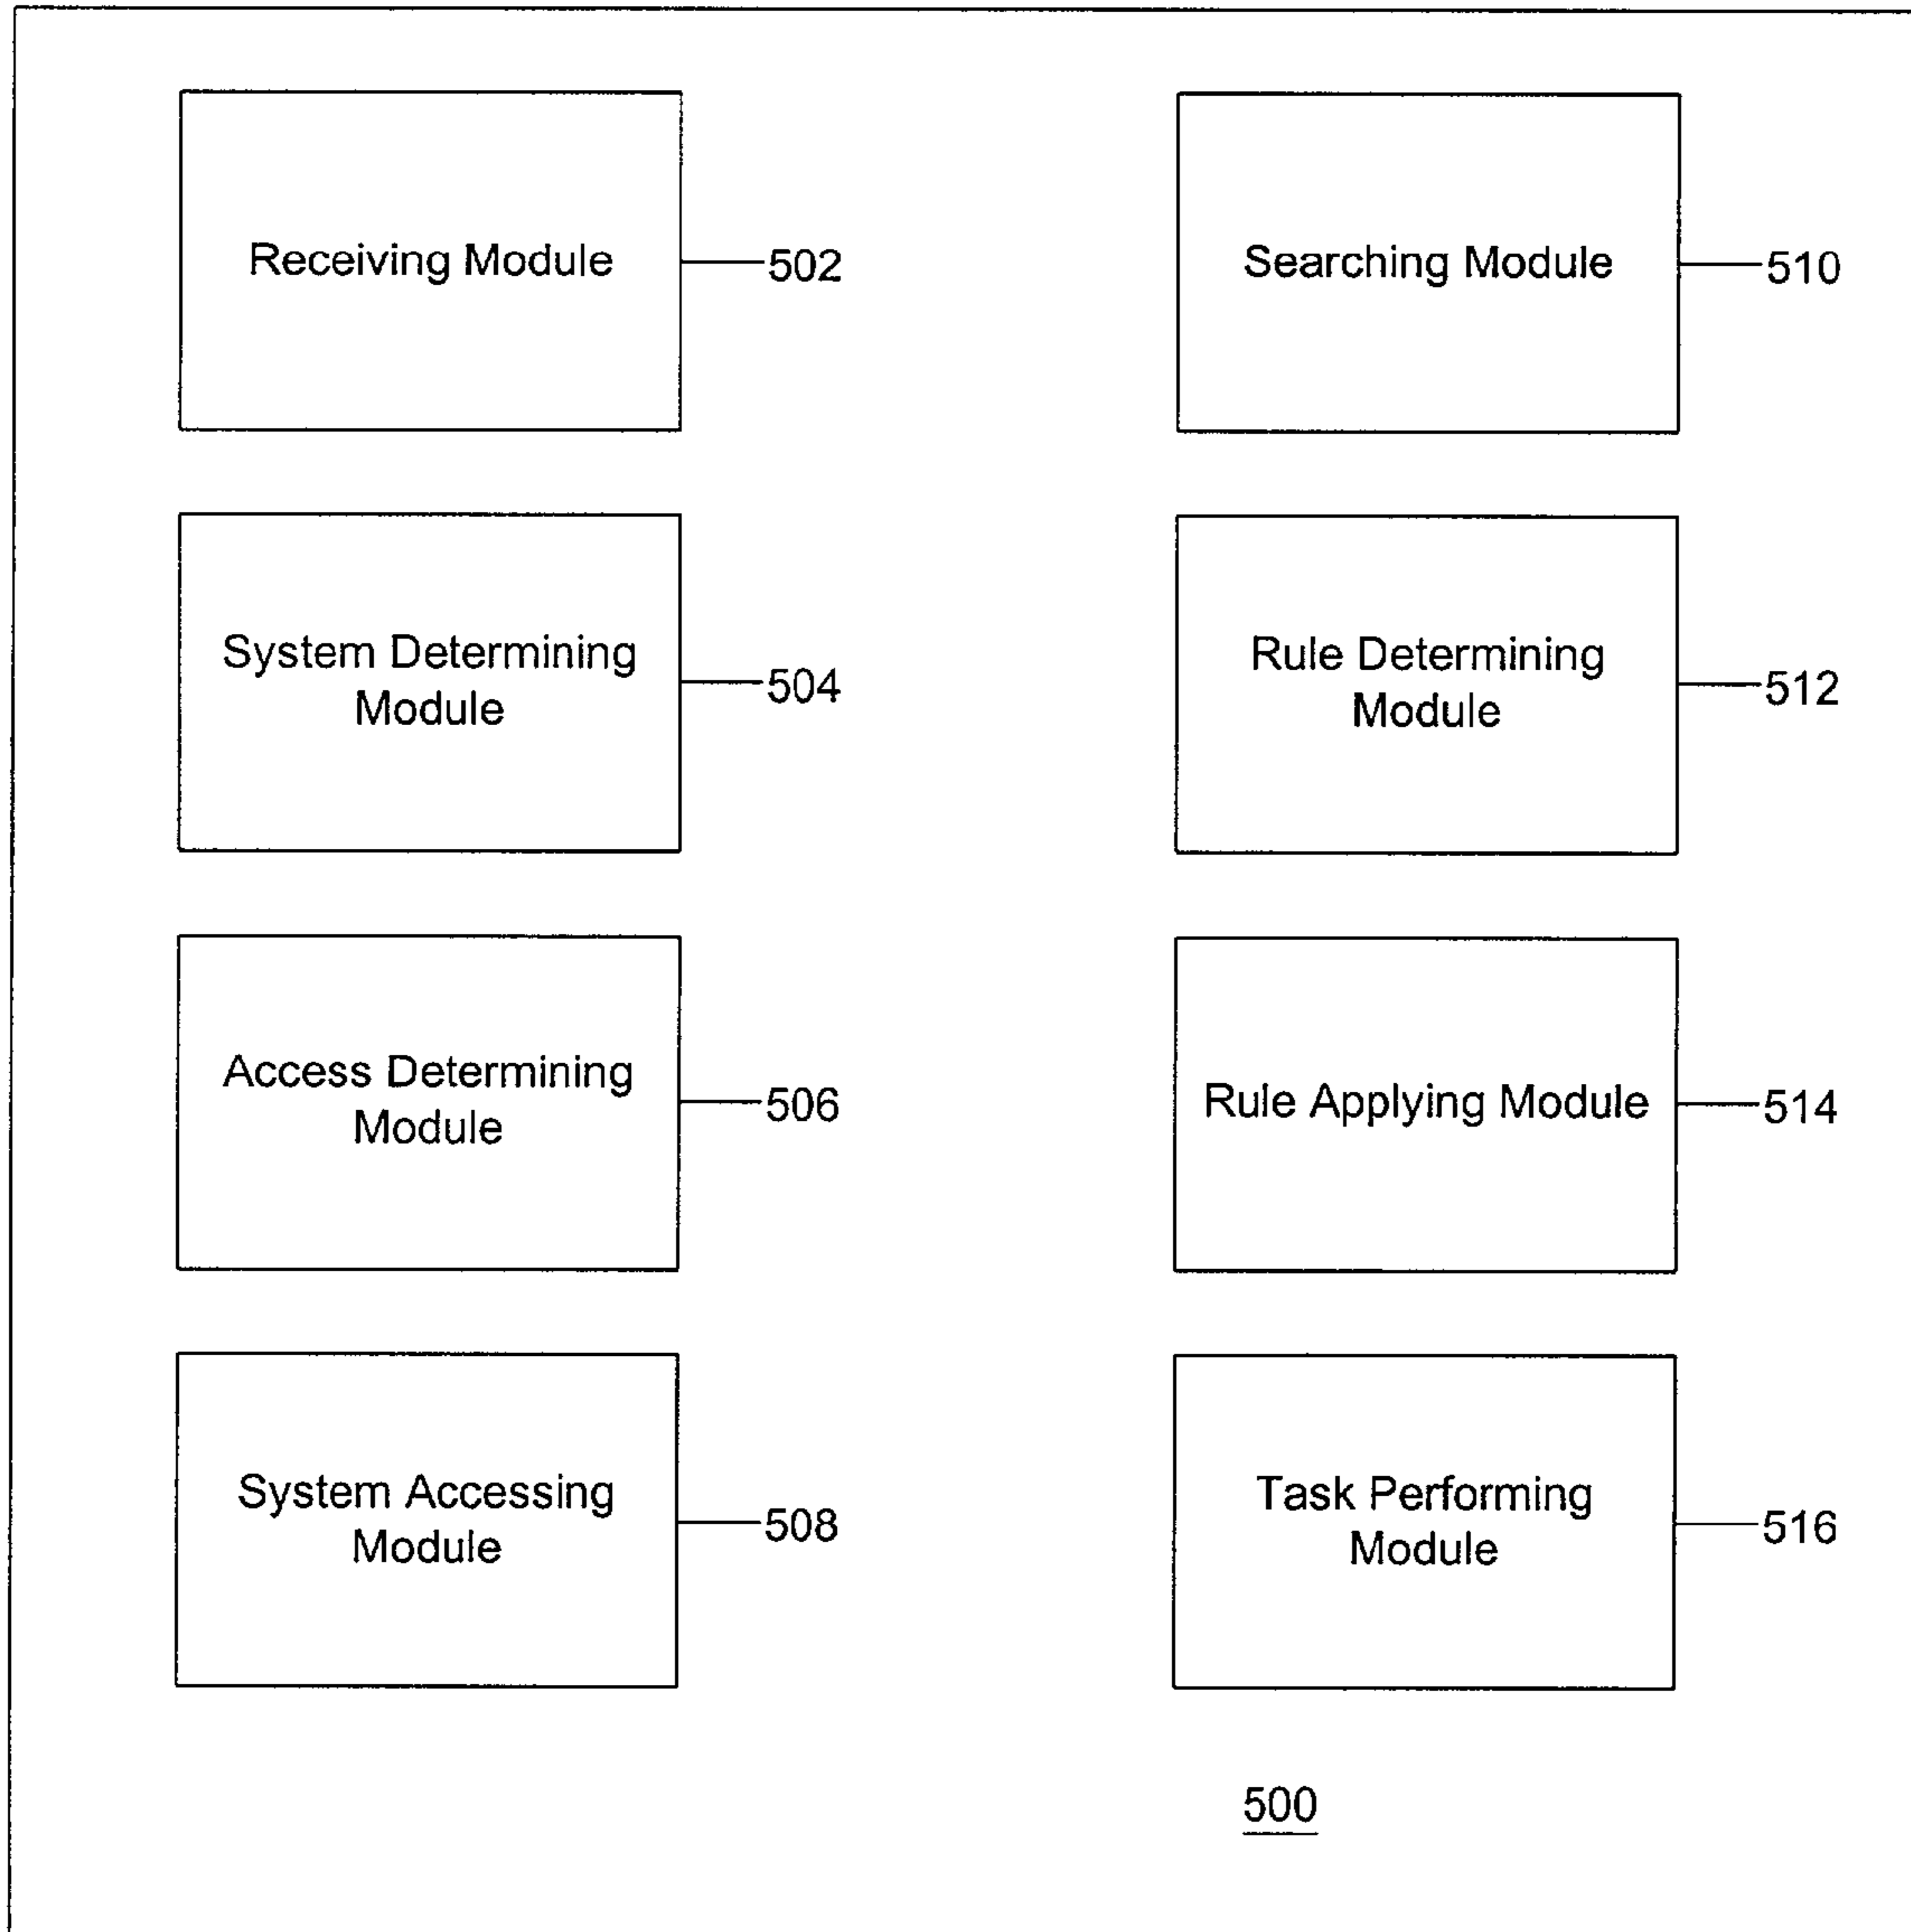 Receiving Module
502
System Determining
Module
504
Access Determining
Module
506
System Accessing
Module
508
Searching Module
510
Rule Determining
Module
512
Rule Applying Module
514
Task Performing
Module
516
500